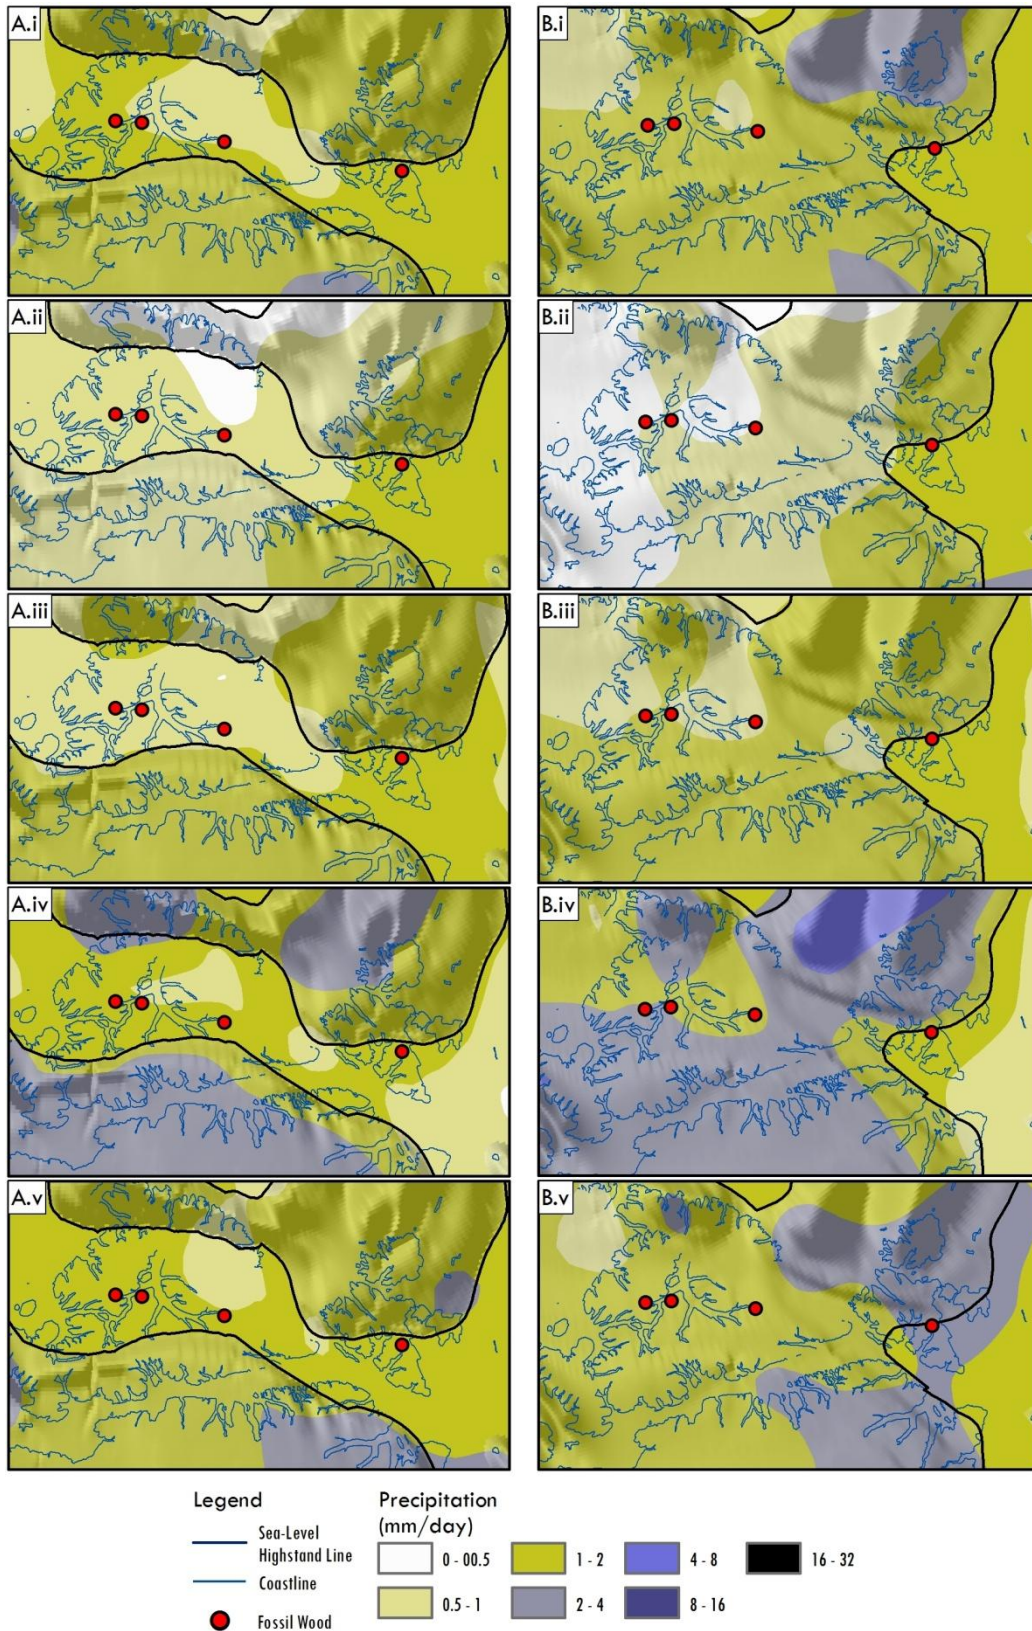 A.i
B.i
A.ii
B.ii
A.iii
B.iii
A.iv
B.iv
A.v
B.v
Legend
Sea-Level
Highstand Line
Coastline
Fossil Wood
Precipitation
(mm/day)
0 - 00.5
1 - 2
4 - 8
16 - 32
0.5 - 1
2 - 4
8 - 16